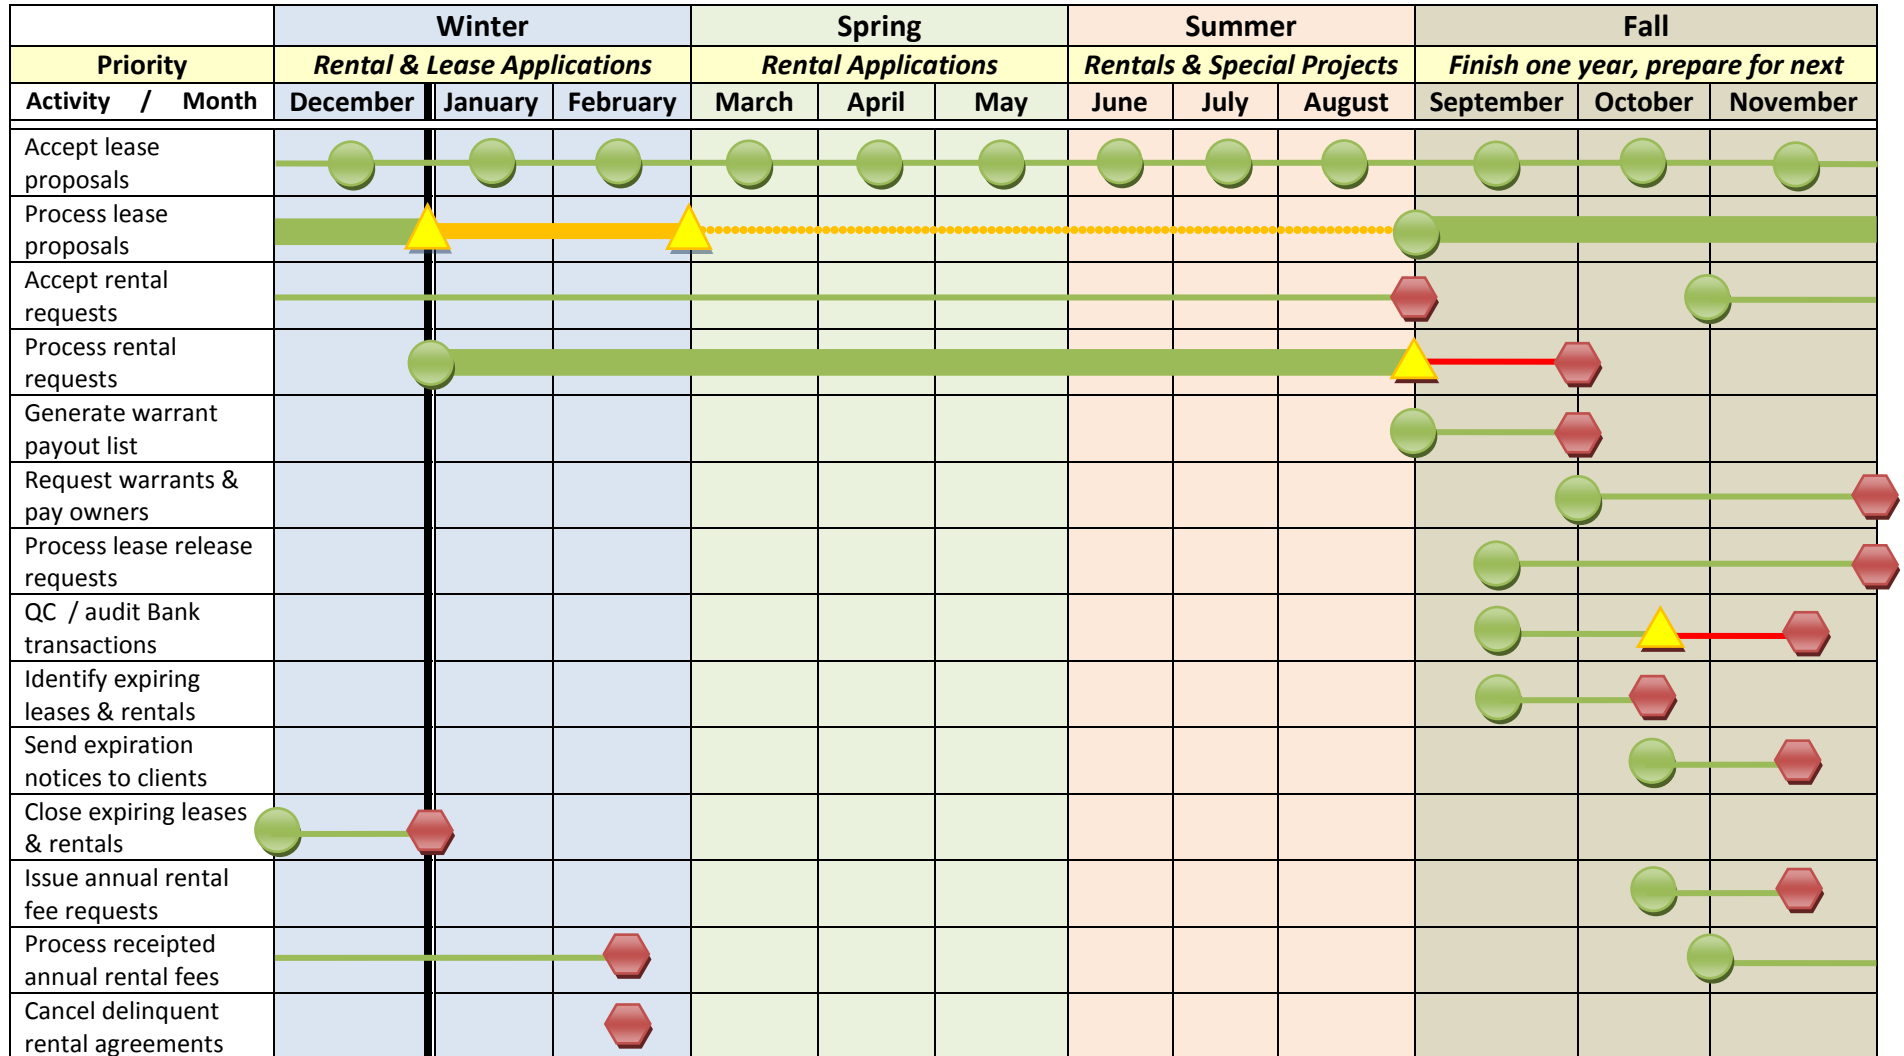 Winter Spring Summer Fall
Priority Rental & Lease Applications Rental Applications Rentals & Special Projects Finish one year, prepare for next
Activity / Month December January February March April May June July August September October November
Accept lease
proposals
Process lease
proposals
Accept rental
requests
Process rental
requests
Generate warrant
payout list
Request warrants &
pay owners
Process lease release
requests
QC / audit Bank
transactions
Identify expiring
leases & rentals
Send expiration
notices to clients
Close expiring leases
& rentals
Issue annual rental
fee requests
Process receipted
annual rental fees
Cancel delinquent
rental agreements